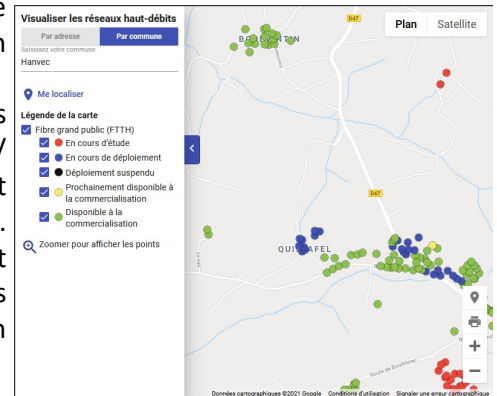 Visualiser les réseaux haut-débits
Par adresse
Par commune
Saisissez votre commune
Hanvec
Me localiser
Légende de la carte
Fibre grand public (FTTH)
En cours d'étude
En cours de déploiement
Déploiement suspendu
Prochainement disponible à
la commercialisation
Disponible à la
commercialisation
Zoomer pour afficher les points
D47
Plan
Satellite
D47
Route de Boudourec
Données cartographiques ©2021 Google
Conditions d'utilisation
Signaler une erreur cartographique